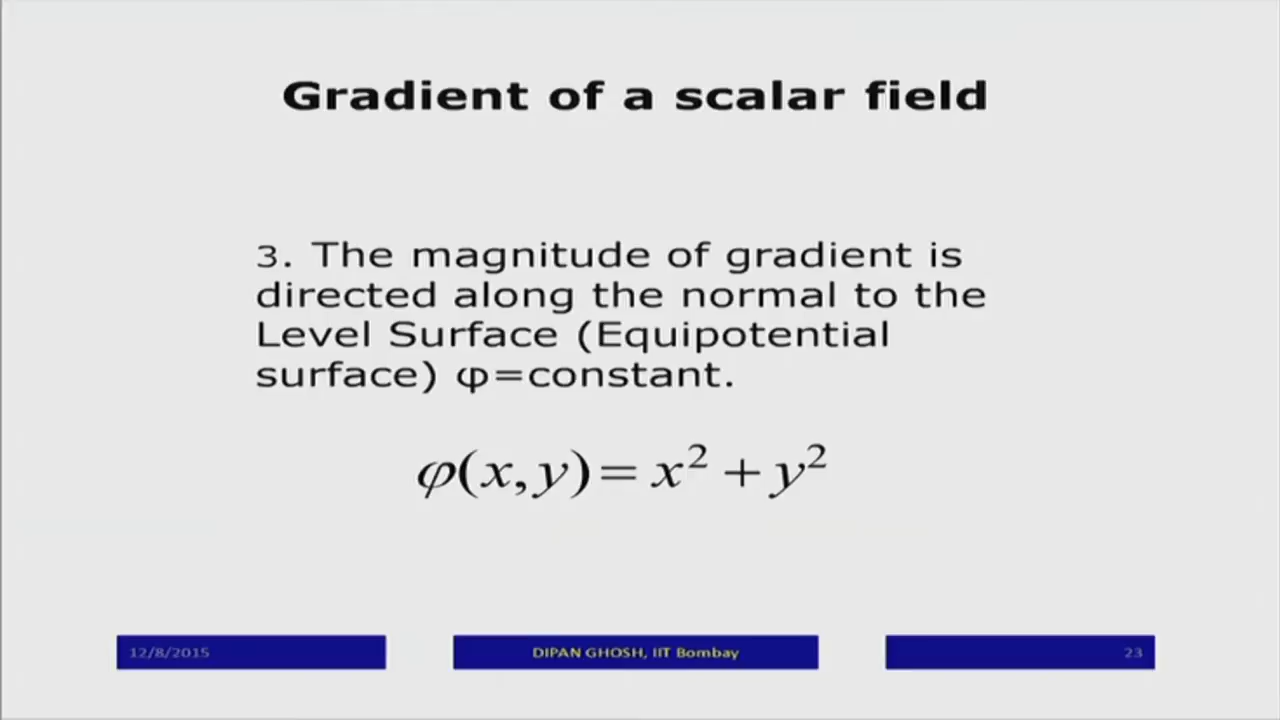 Gradient of a scalar field
3. The magnitude of gradient is
directed along the normal to the
Level Surface (Equipotential
surface) φ=constant.
φ(x,y)= x² + y²
12/8/2015
DIPAN GHOSH, IIT Bombay
23